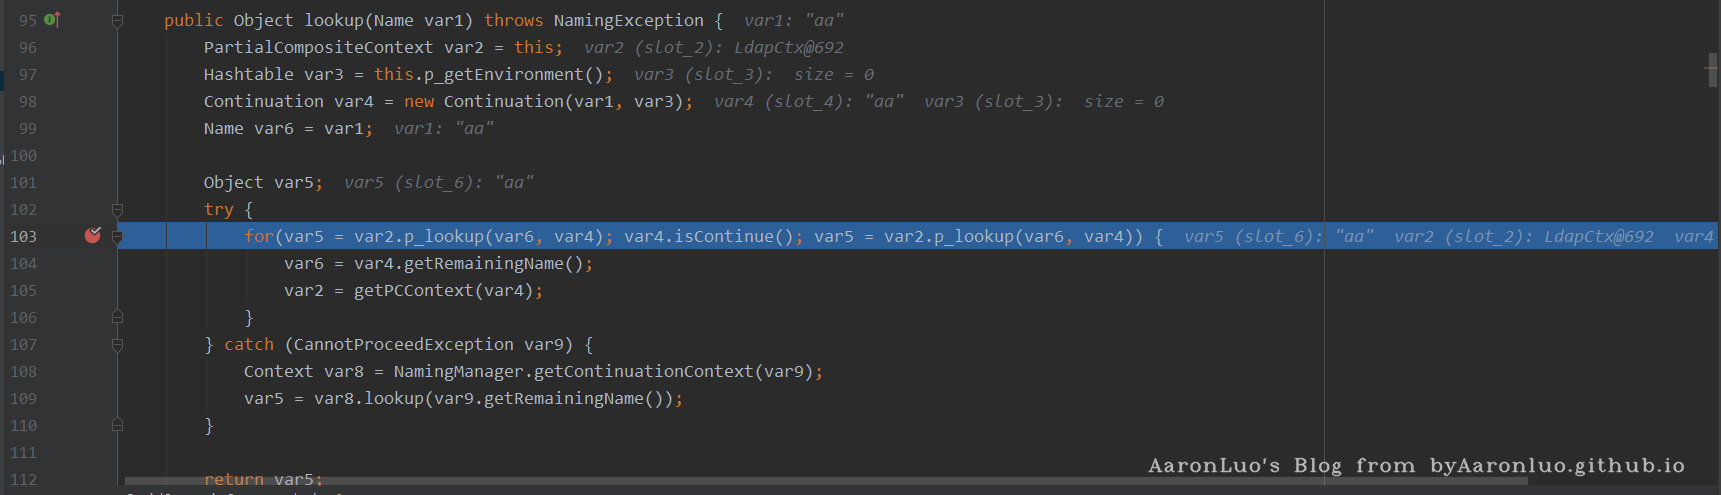 95 public Object lookup(Name var1) throws NamingException { var1: "aa"
96 PartialCompositeContext var2 = this; var2 (slot_2): LdapCtx@692
97 Hashtable var3 = this.p_getEnvironment(); var3 (slot_3): size = 0
98 Continuation var4 = new Continuation(var1, var3); var4 (slot_4): "aa" var3 (slot_3): size = 0
99 Name var6 = var1; var1: "aa"
100
101 Object var5; var5 (slot_6): "aa"
102 try {
103 for(var5 = var2.p_lookup(var6, var4); var4.isContinue(); var5 = var2.p_lookup(var6, var4)) { var5 (slot_6): "aa" var2 (slot_2): LdapCtx@692 var4
104 var6 = var4.getRemainingName();
105 var2 = getPCContext(var4);
106 }
107 } catch (CannotProceedException var9) {
108 Context var8 = NamingManager.getContinuationContext(var9);
109 var5 = var8.lookup(var9.getRemainingName());
110 }
111
112 return var5;
AaronLuo's Blog from byAaronluo.github.io